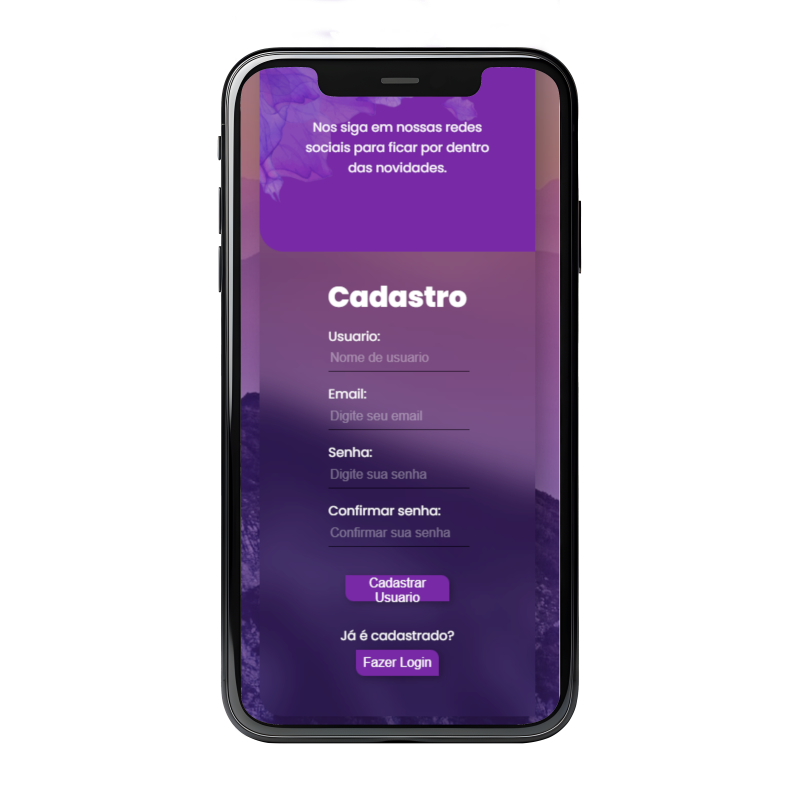 Nos siga em nossas redes
sociais para ficar por dentro
das novidades.
Cadastro
Usuario:
Nome de usuario
Email:
Digite seu email
Senha:
Digite sua senha
Confirmar senha:
Confirmar sua senha
Cadastrar
Usuario
Já é cadastrado?
Fazer Login